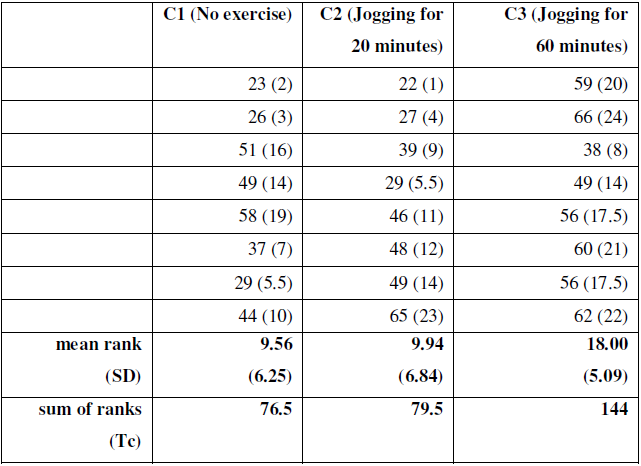 C1 (No exercise) C2 (Jogging for 20 minutes) C3 (Jogging for 60 minutes)
23 (2) 22 (1) 59 (20)
26 (3) 27 (4) 66 (24)
51 (16) 39 (9) 38 (8)
49 (14) 29 (5.5) 49 (14)
58 (19) 46 (11) 56 (17.5)
37 (7) 48 (12) 60 (21)
29 (5.5) 49 (14) 56 (17.5)
44 (10) 65 (23) 62 (22)
mean rank 9.56 9.94 18.00
(SD) (6.25) (6.84) (5.09)
sum of ranks 76.5 79.5 144
(Tc)